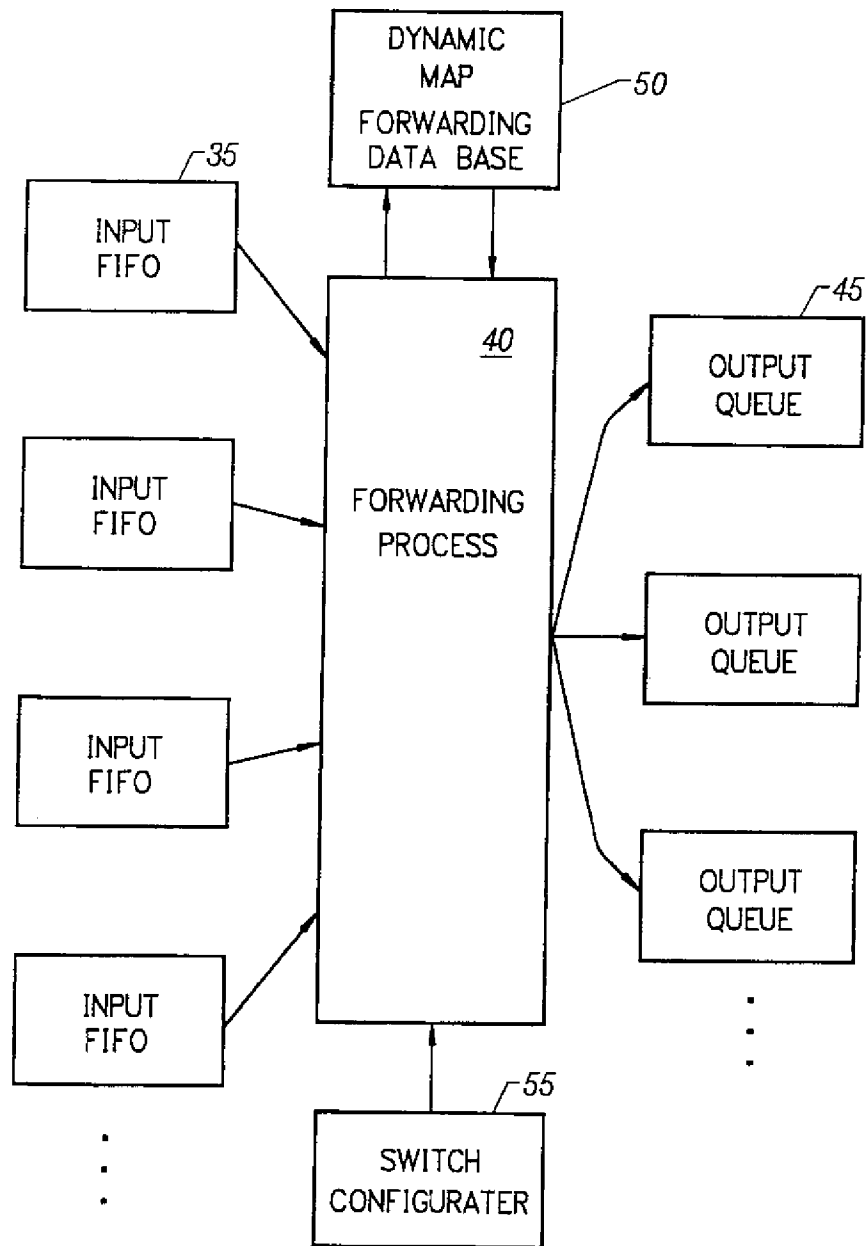 DYNAMIC
MAP
FORWARDING
DATA BASE
50
35
INPUT
FIFO
40
45
OUTPUT
QUEUE
INPUT
FIFO
FORWARDING
PROCESS
OUTPUT
QUEUE
INPUT
FIFO
OUTPUT
QUEUE
INPUT
FIFO
55
SWITCH
CONFIGURATER